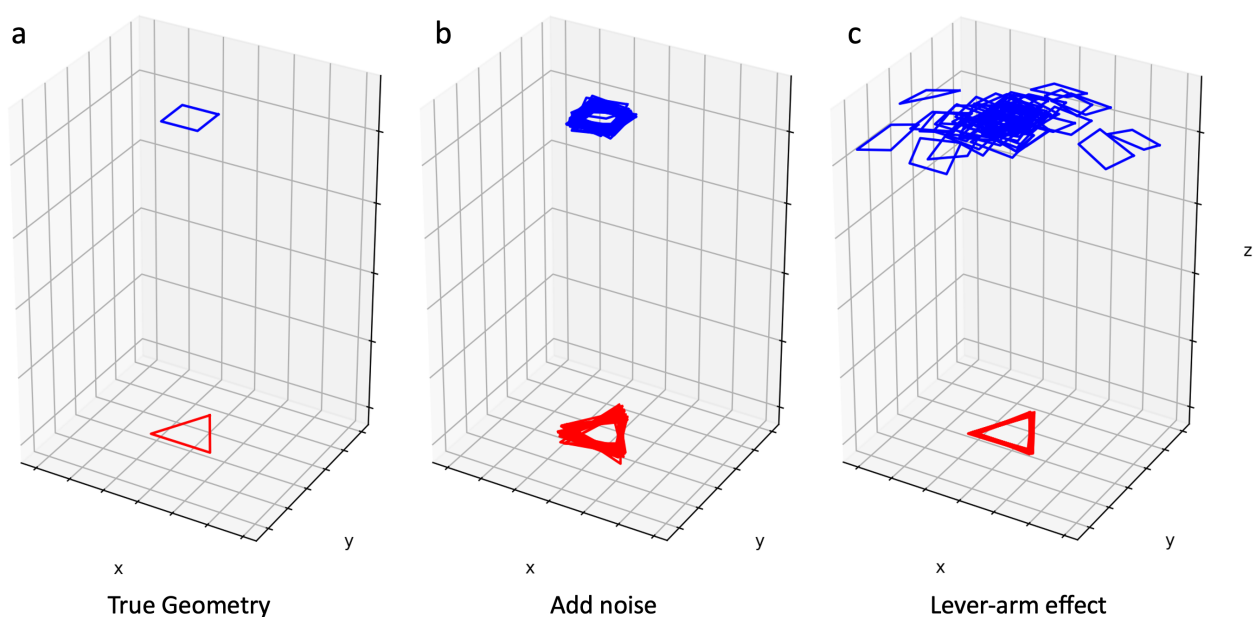 a
b
c
z
y
y
y
x
x
x
True Geometry
Add noise
Lever-arm effect